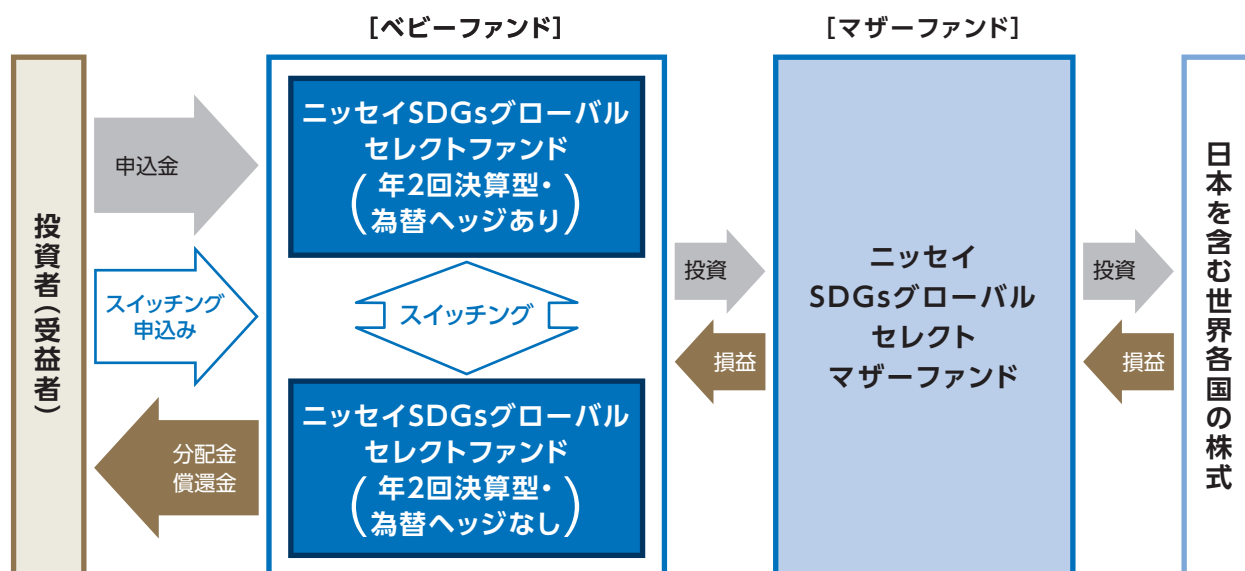 ［ベビーファンド］
［マザーファンド］
投資者（受益者）
申込金
スイッチング
申込み
分配金
償還金
ニッセイSDGsグローバル
セレクトファンド
（年2回決算型・
為替ヘッジあり）
スイッチング
ニッセイSDGsグローバル
セレクトファンド
（年2回決算型・
為替ヘッジなし）
投資
損益
ニッセイ
SDGsグローバル
セレクト
マザーファンド
投資
損益
日本を含む世界各国の株式